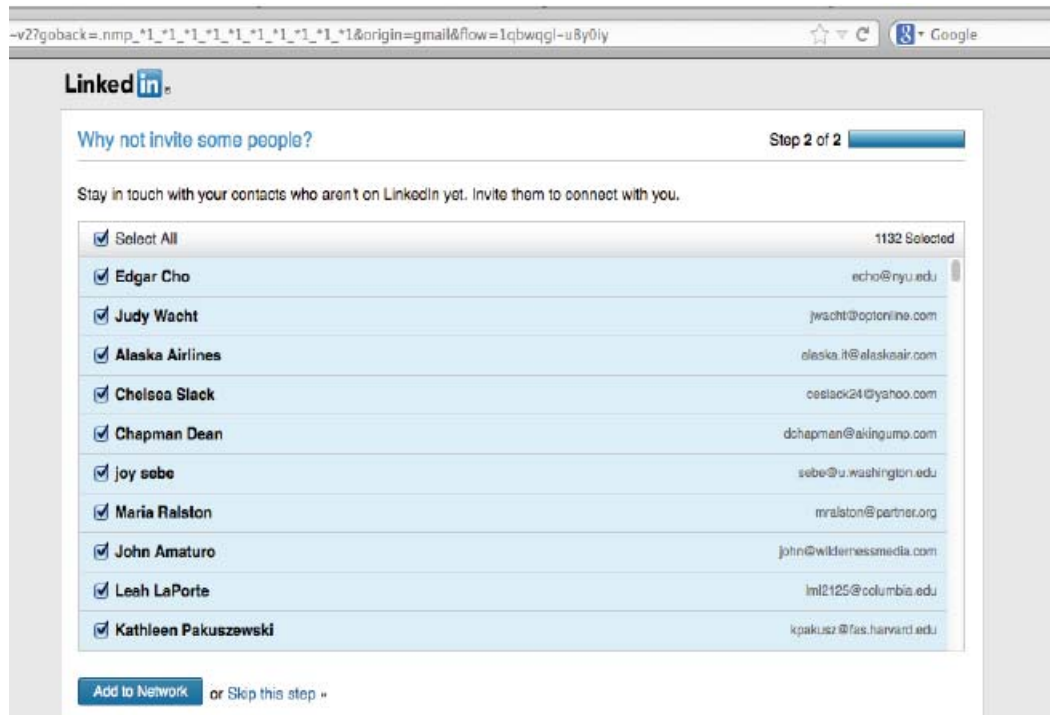 -v2?goback=.nmp_*1_*1_*1_*1_*1_*1_*1_*1_*1_*1&origin=gmail&flow=1qbwqgl-u8y0iy
Google
Linked in
Why not invite some people?
Step 2 of 2
Stay in touch with your contacts who aren't on LinkedIn yet. Invite them to connect with you.
Select All 1132 Selected
Edgar Cho echo@nyu.edu
Judy Wacht jwacht@optonline.com
Alaska Airlines alaska.it@alaskaair.com
Chelsea Slack ceslack24@yahoo.com
Chapman Dean dchapman@akingump.com
joy sebe sebe@u.washington.edu
Maria Ralston mralston@partner.org
John Amaturo john@wildernessmedia.com
Leah LaPorte lml2125@columbia.edu
Kathleen Pakuszewski kpakusz@fas.harvard.edu
Add to Network or Skip this step »